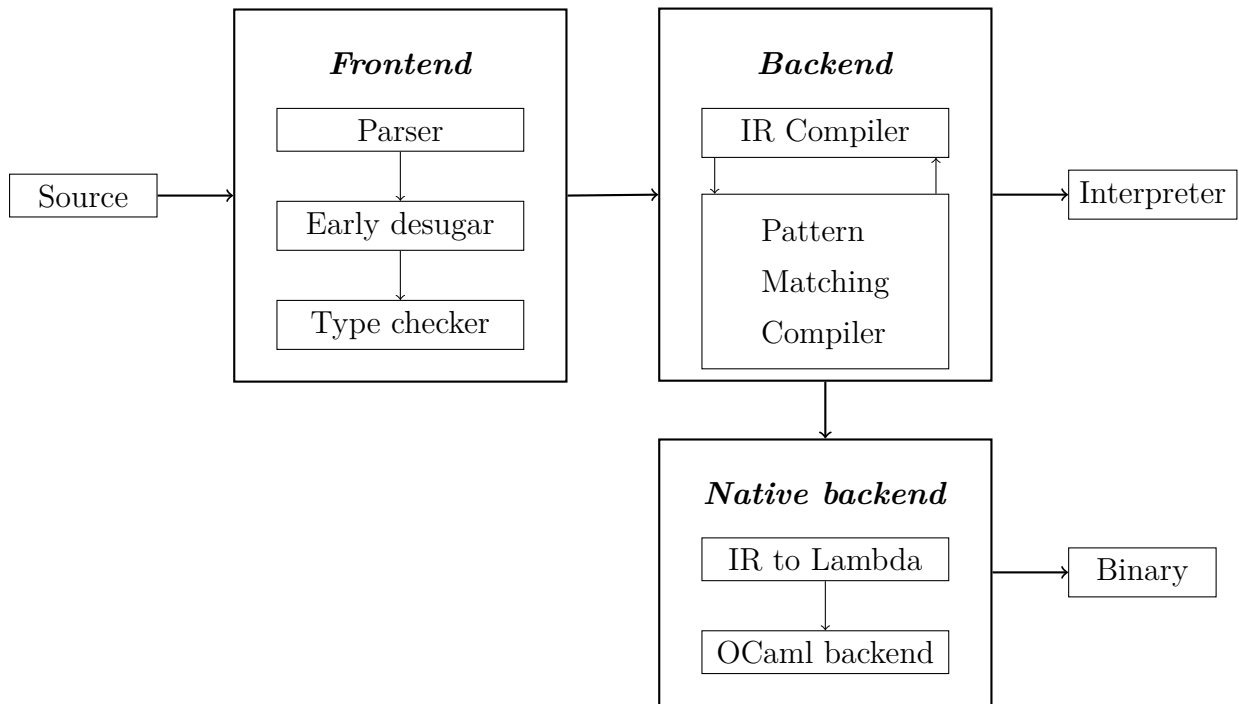 Source
Frontend
Parser
Early desugar
Type checker
Backend
IR Compiler
Pattern
Matching
Compiler
Interpreter
Native backend
IR to Lambda
OCaml backend
Binary